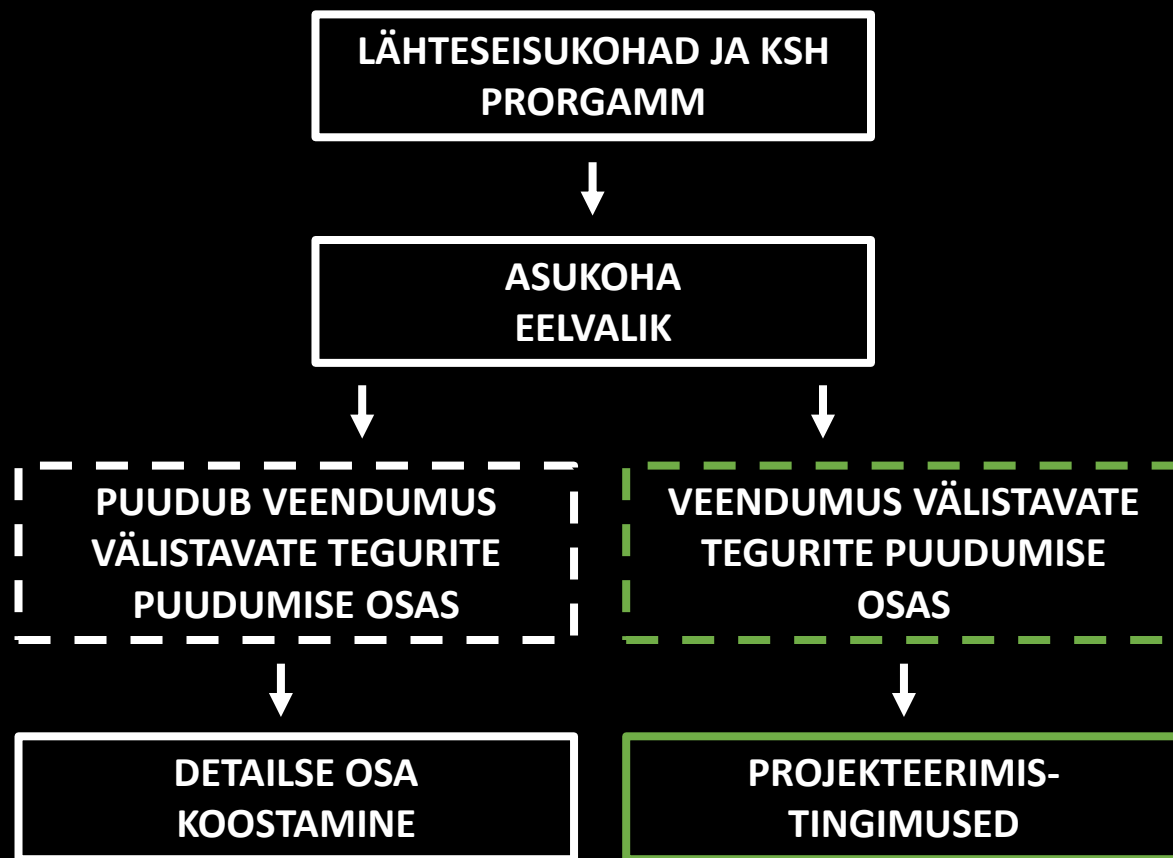 LÄHTESEISUKOHAD JA KSH
PRORGAMM
ASUKOHA
EELVALIK
PUUDUB VEENDUMUS
VÄLISTAVATE TEGURITE
PUUDUMISE OSAS
VEENDUMUS VÄLISTAVATE
TEGURITE PUUDUMISE
OSAS
DETAILSE OSA
KOOSTAMINE
PROJEKTEERIMIS-
TINGIMUSED